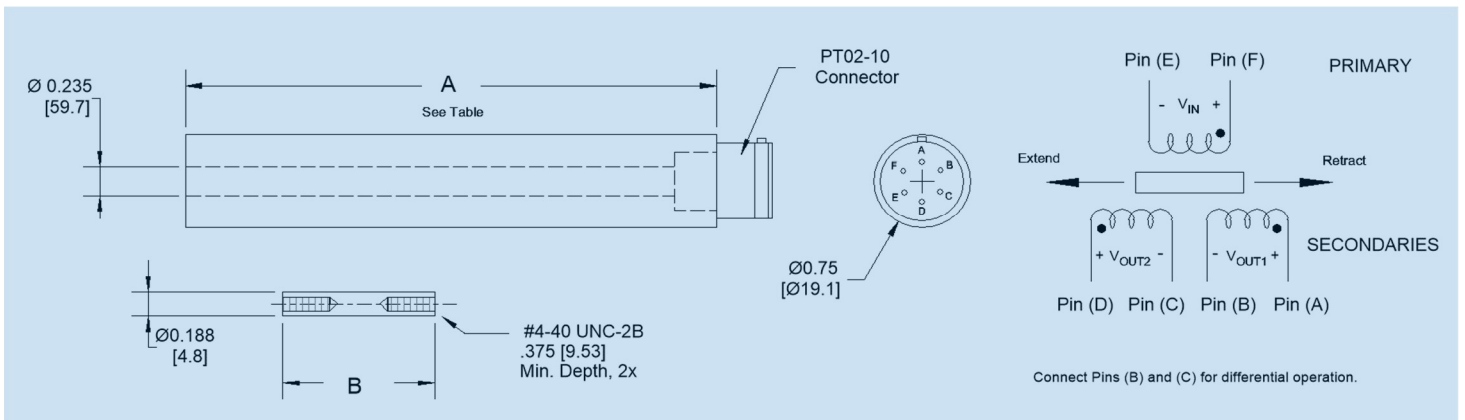 Ø 0.235
[59.7]
A
See Table
PT02-10
Connector
A
B
C
D
E
F
Ø0.75
[Ø19.1]
Ø0.188
[4.8]
B
#4-40 UNC-2B
.375 [9.53]
Min. Depth, 2x
Pin (E) Pin (F)
PRIMARY
- VIN +
Extend
Retract
+ VOUT2 -
- VOUT1 +
SECONDARIES
Pin (D) Pin (C) Pin (B) Pin (A)
Connect Pins (B) and (C) for differential operation.